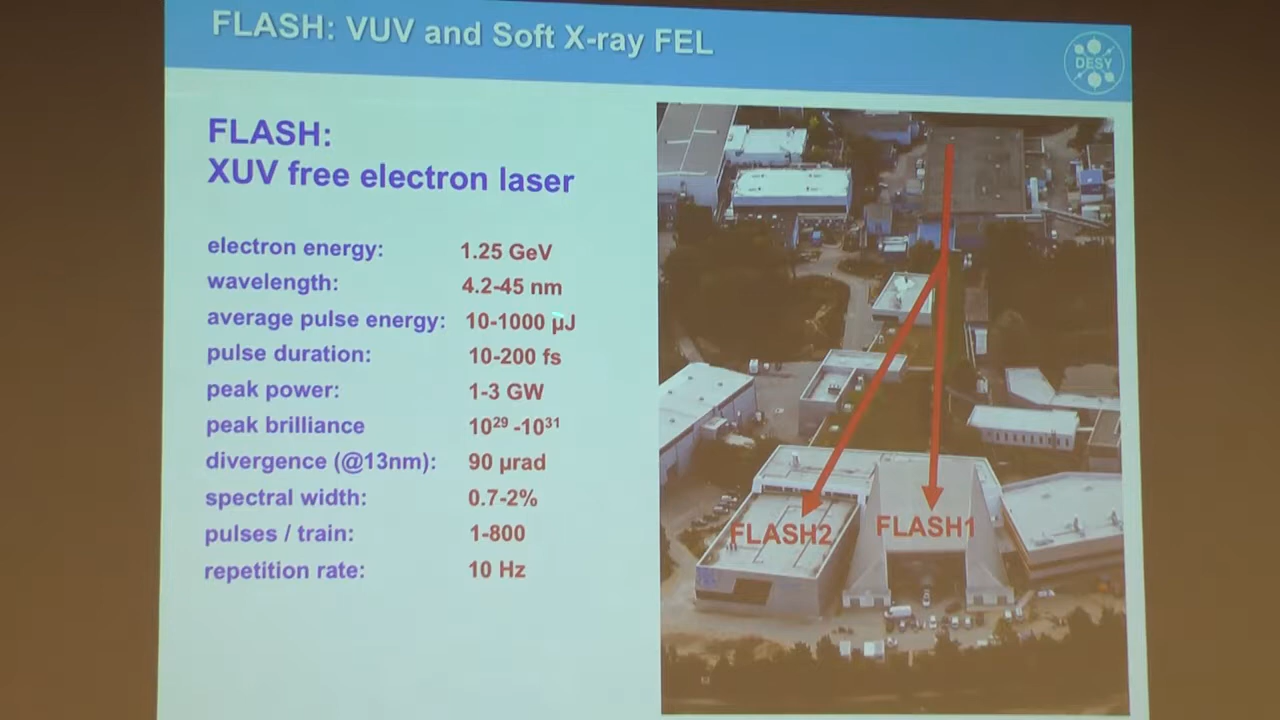 FLASH: VUV and Soft X-ray FEL
DESY
FLASH:
XUV free electron laser
electron energy: 1.25 GeV
wavelength: 4.2-45 nm
average pulse energy: 10-1000 µJ
pulse duration: 10-200 fs
peak power: 1-3 GW
peak brilliance 10²⁹ -10³¹
divergence (@13nm): 90 µrad
spectral width: 0.7-2%
pulses / train: 1-800
repetition rate: 10 Hz
FLASH2
FLASH1